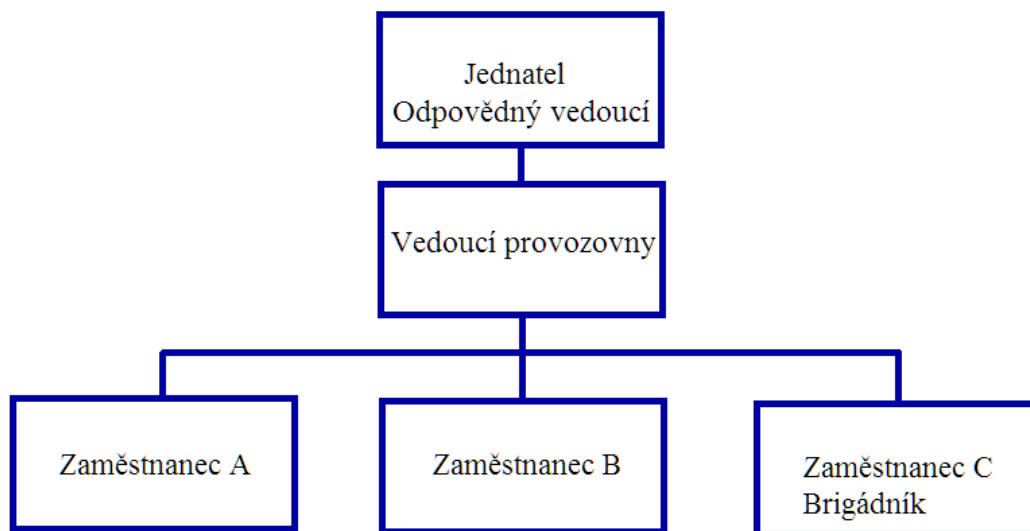 Jednatel
Odpovědný vedoucí
Vedoucí provozovny
Zaměstnanec A
Zaměstnanec B
Zaměstnanec C
Brigádník